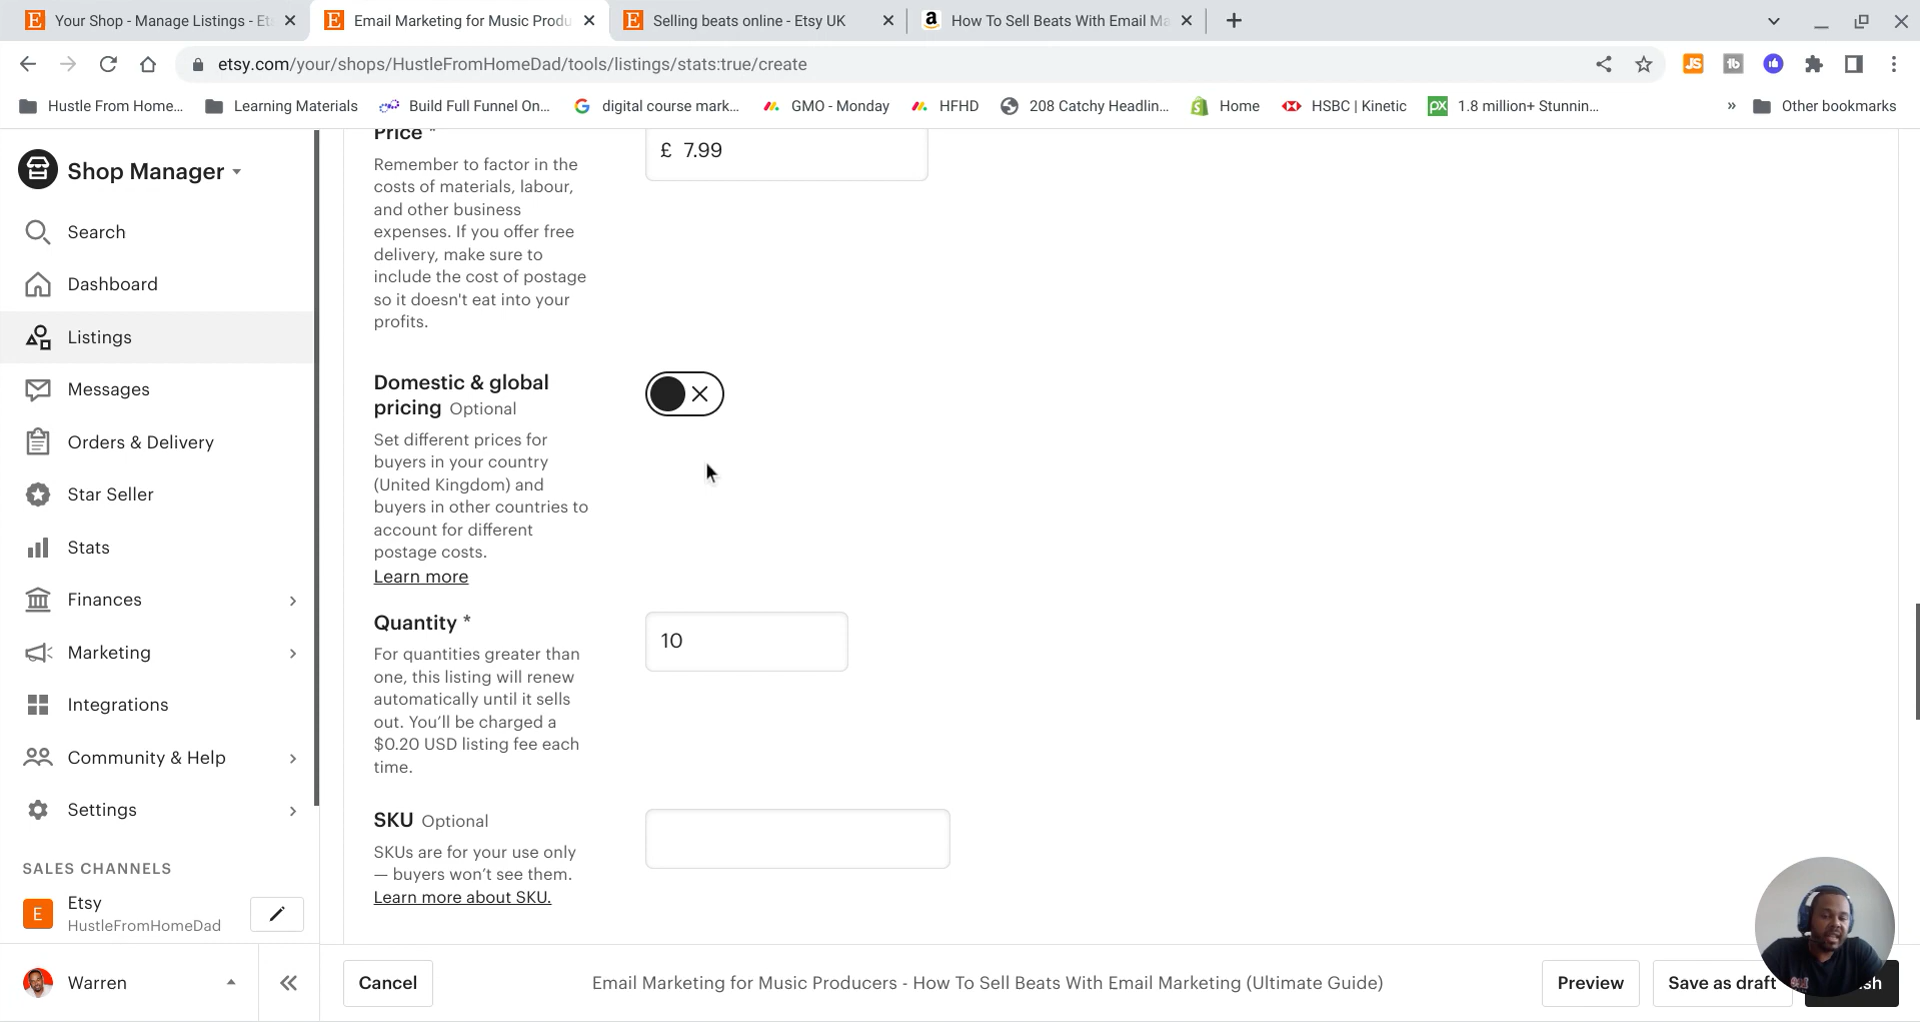 Your Shop - Manage Listings - Ets
Email Marketing for Music Produ
Selling beats online - Etsy UK
How To Sell Beats With Email Ma
etsy.com/your/shops/HustleFromHomeDad/tools/listings/stats:true/create
Hustle From Home...
Learning Materials
Build Full Funnel On...
digital course mark...
GMO - Monday
HFHD
208 Catchy Headlin...
Home
HSBC | Kinetic
1.8 million+ Stunnin...
»
Other bookmarks
Shop Manager
Search
Dashboard
Listings
Messages
Orders & Delivery
Star Seller
Stats
Finances
Marketing
Integrations
Community & Help
Settings
SALES CHANNELS
E
Etsy
HustleFromHomeDad
Warren
Price *
£ 7.99
Remember to factor in the
costs of materials, labour,
and other business
expenses. If you offer free
delivery, make sure to
include the cost of postage
so it doesn't eat into your
profits.
Domestic & global
pricing Optional
Set different prices for
buyers in your country
(United Kingdom) and
buyers in other countries to
account for different
postage costs.
Learn more
Quantity *
10
For quantities greater than
one, this listing will renew
automatically until it sells
out. You’ll be charged a
$0.20 USD listing fee each
time.
SKU Optional
SKUs are for your use only
— buyers won’t see them.
Learn more about SKU.
Cancel
Email Marketing for Music Producers - How To Sell Beats With Email Marketing (Ultimate Guide)
Preview
Save as draft
sh